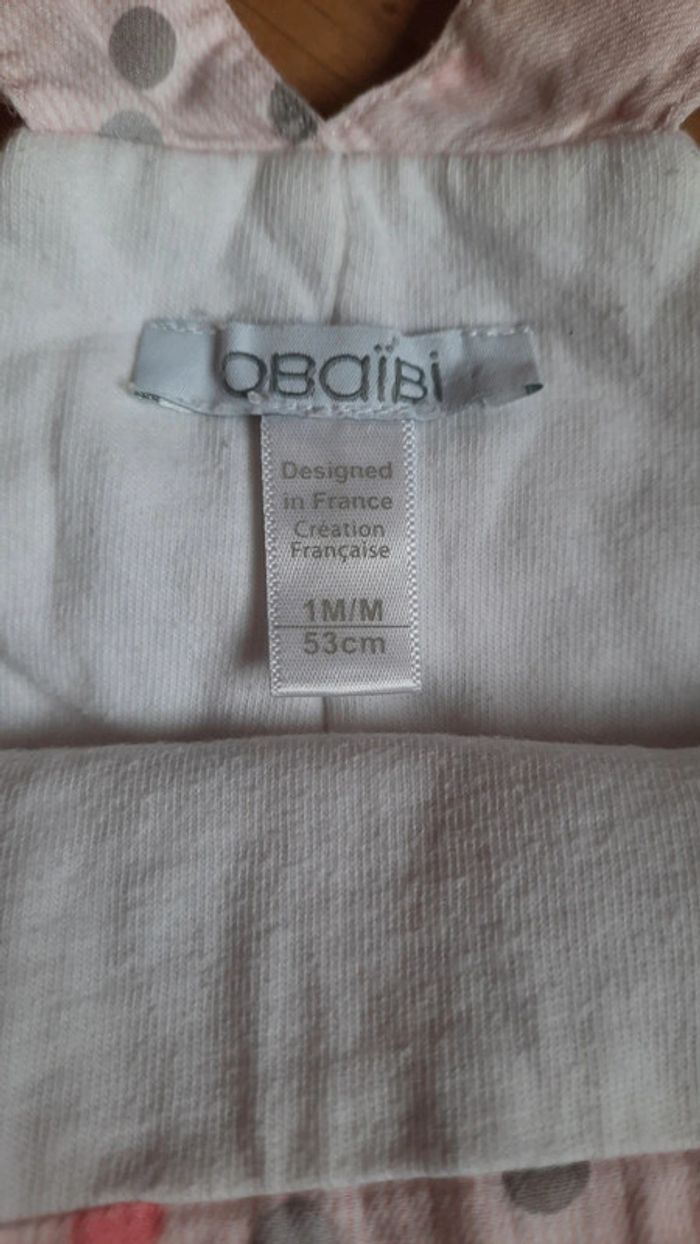 OBaïBi
Designed
in France
Création
Française
1M/M
53cm